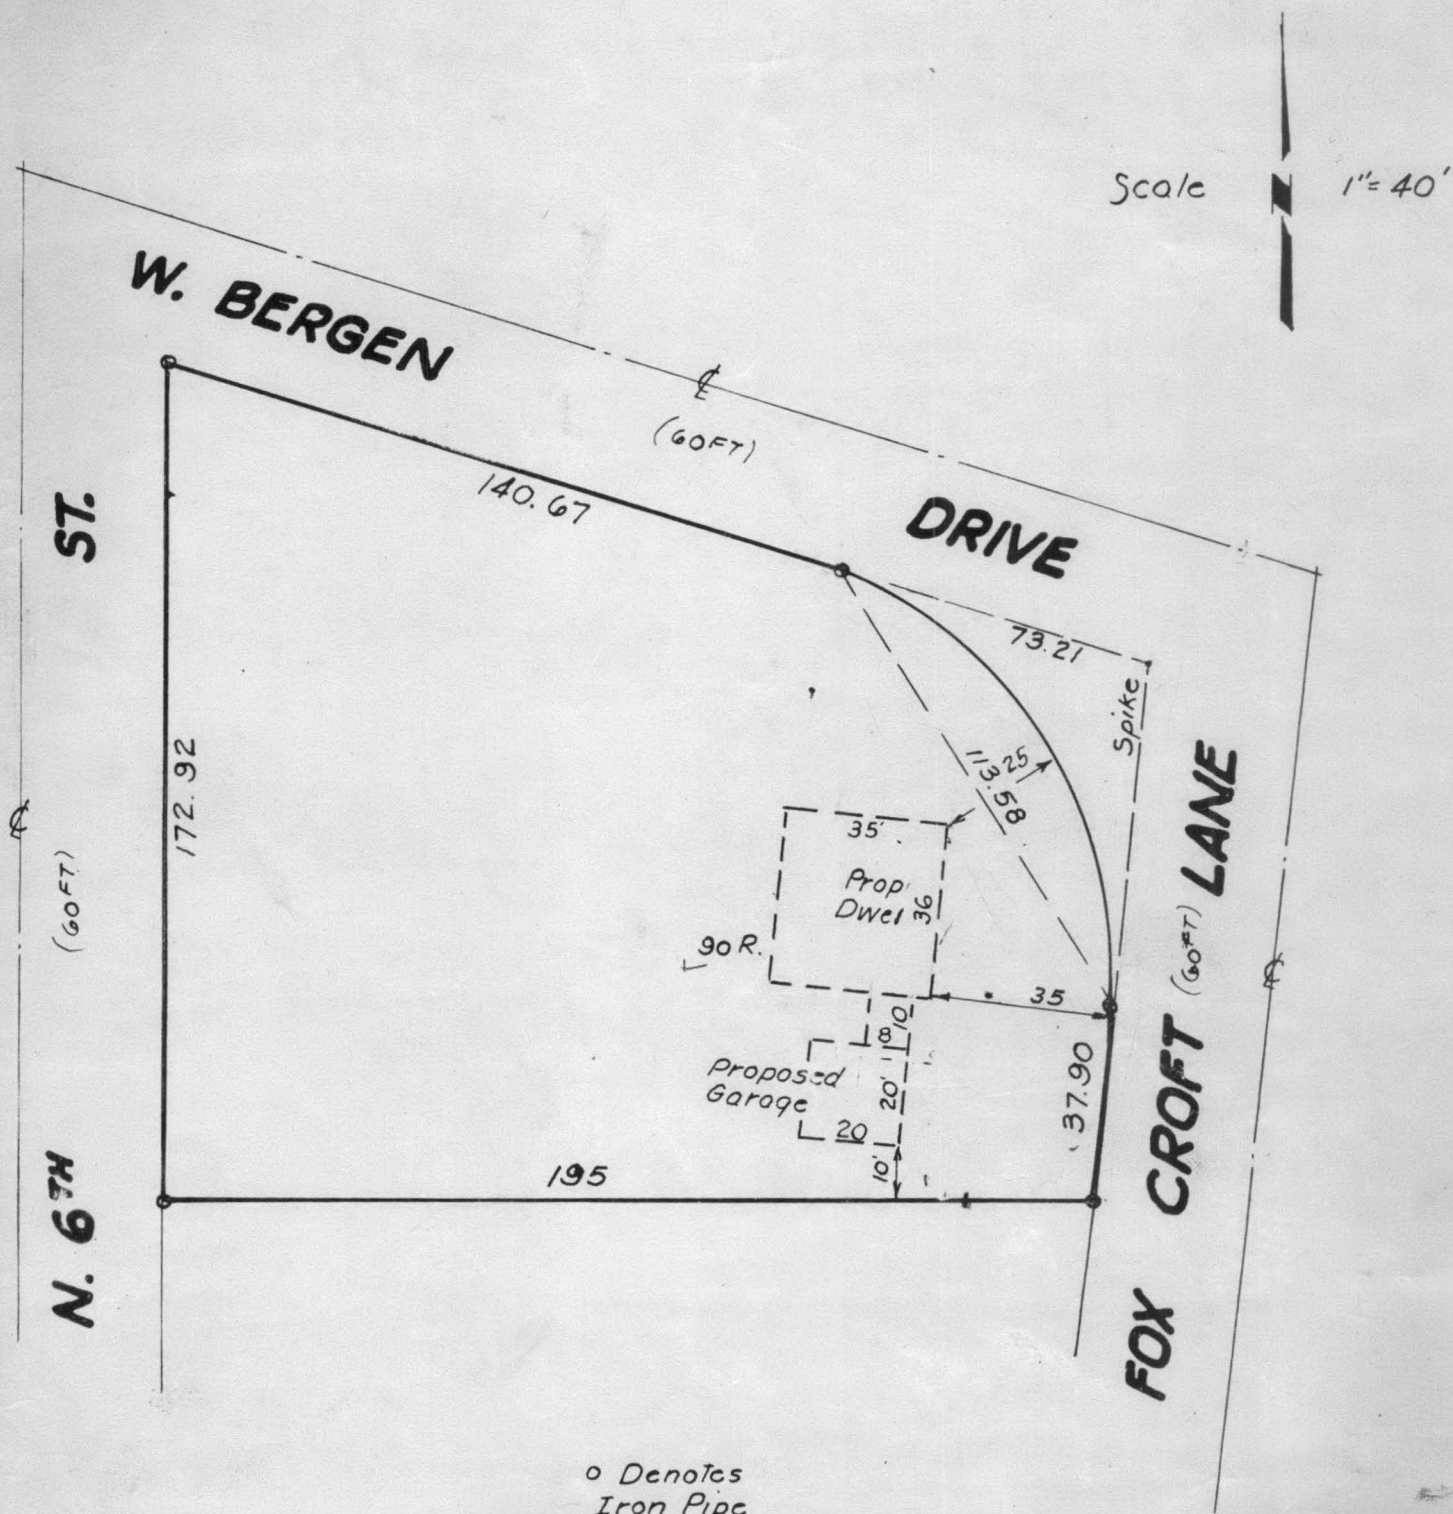 Scale 1"=40'
W. BERGEN DRIVE
℄
(60FT)
140.67
73.21
Spike
N. 6TH ST.
℄
(60FT)
172.92
113.58
25
35'
Prop.
Dwel
36
90 R.
35
10
8
Proposed
Garage
20'
20
10'
37.90
195
FOX CROFT LANE
(60FT)
℄
o Denotes
Iron Pipe